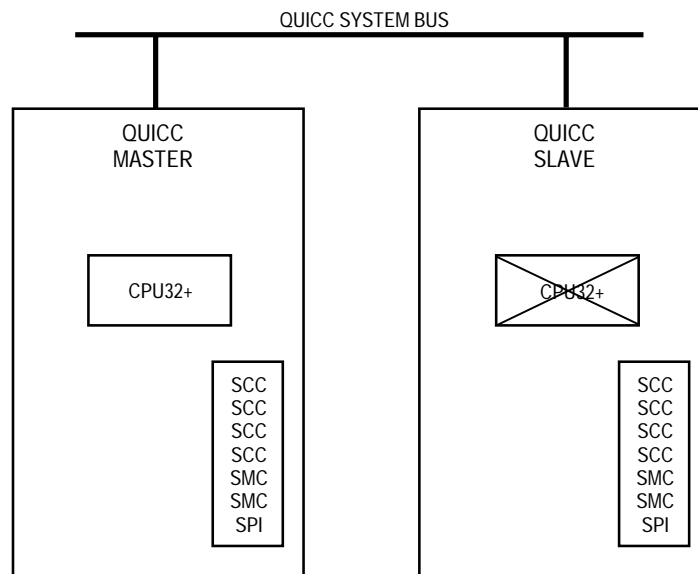 QUICC SYSTEM BUS
QUICC
MASTER
CPU32+
SCC
SCC
SCC
SCC
SMC
SMC
SPI
QUICC
SLAVE
CPU32+
SCC
SCC
SCC
SCC
SMC
SMC
SPI